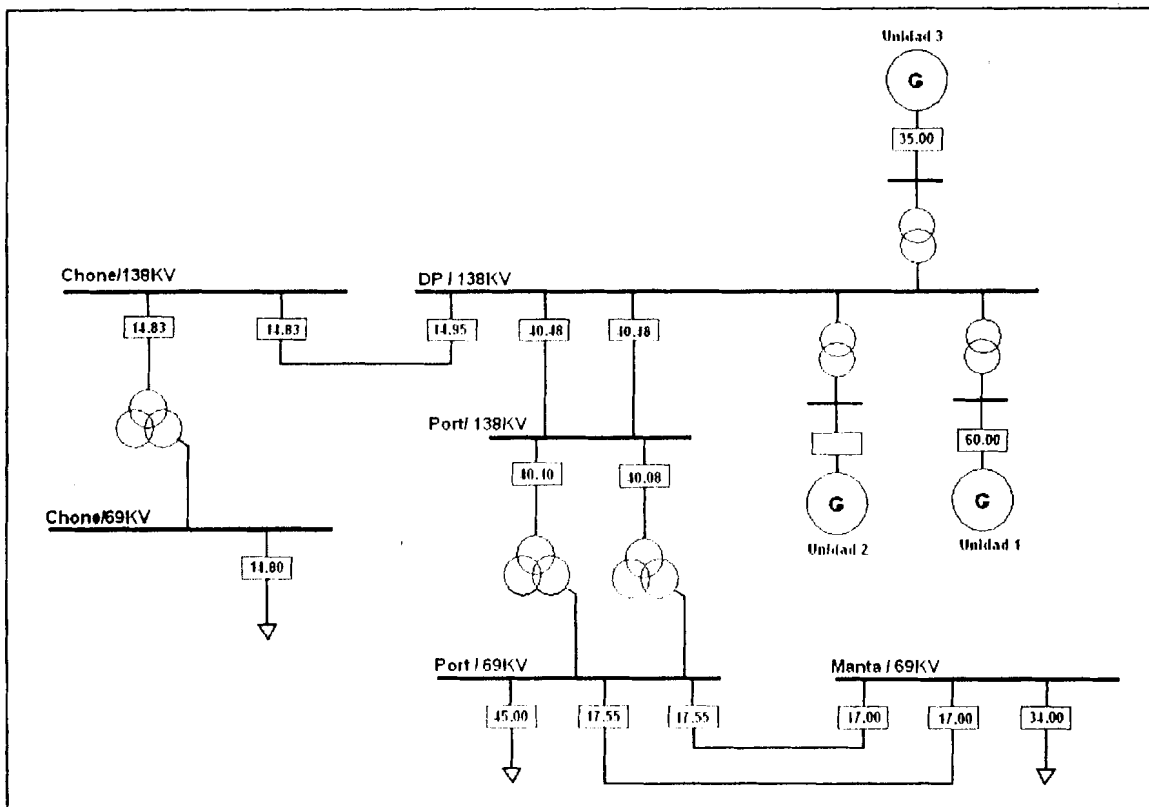 Unidad 3
G
35.00
Chone/138KV
DP / 138KV
14.83
14.83
14.95
40.48
40.48
Port/ 138KV
60.00
40.40
40.08
G
G
Chone/69KV
Unidad 2
Unidad 1
14.80
Port / 69KV
Manta / 69KV
45.00
17.55
17.55
17.00
17.00
34.00